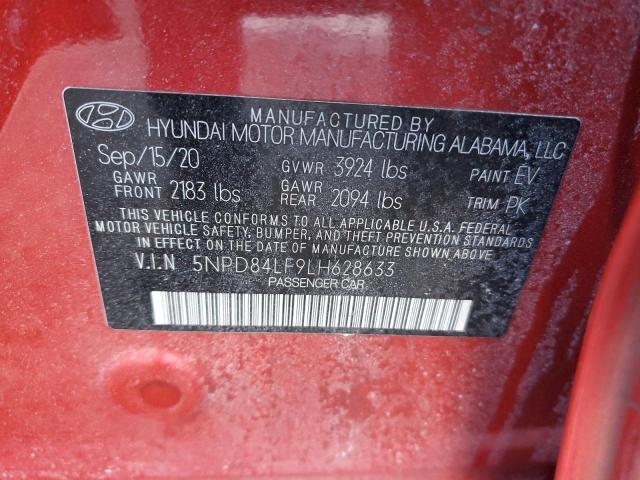 MANUFACTURED BY
HYUNDAI MOTOR MANUFACTURING ALABAMA, LLC
Sep/15/20 GVWR 3924 lbs PAINT EV
GAWR FRONT 2183 lbs GAWR REAR 2094 lbs TRIM PK
THIS VEHICLE CONFORMS TO ALL APPLICABLE U.S.A. FEDERAL
MOTOR VEHICLE SAFETY, BUMPER, AND THEFT PREVENTION
STANDARDS IN EFFECT ON THE DATE OF MANUFACTURE SHOWN ABOVE
V.I.N 5NPD84LF9LH628633
PASSENGER CAR